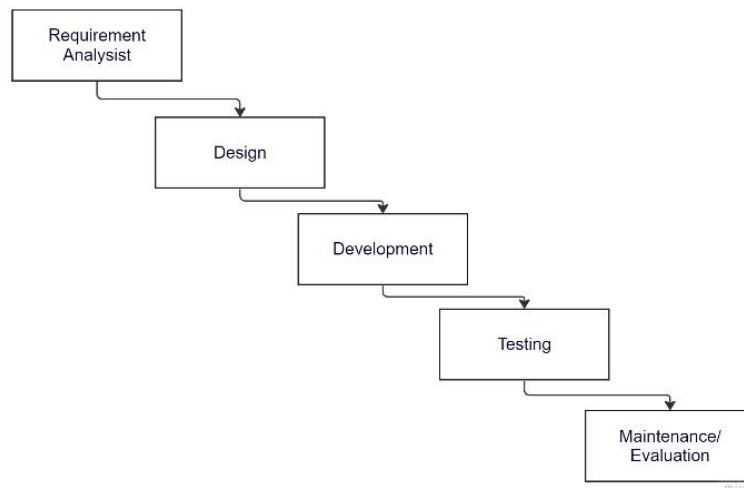 Requirement
Analysist
Design
Development
Testing
Maintenance/
Evaluation